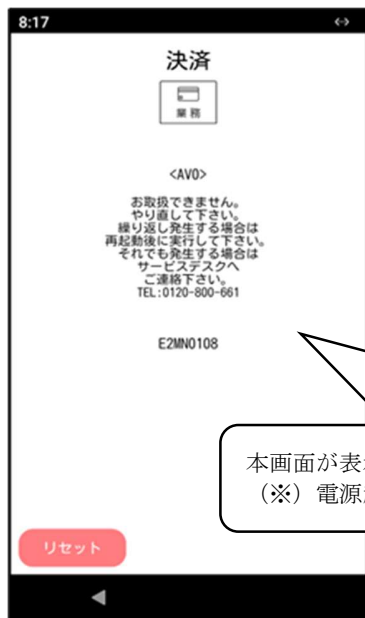 8:17
決済
業務
<AV0>
お取扱できません。
やり直して下さい。
繰り返し発生する場合は
再起動後に実行して下さい。
それでも発生する場合は
サービスデスクへ
ご連絡下さい。
TEL:0120-800-661
E2MN0108
本画面が表
（※）電源
リセット